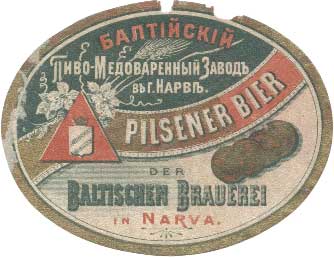 БАЛТІЙСКІЙ
ПИВО-МЕДОВАРЕННЫЙ ЗАВОДЪ
ВЪ Г. НАРВѢ.
PILSENER BIER
DER
BALTISCHEN BRAUEREI
IN NARVA.